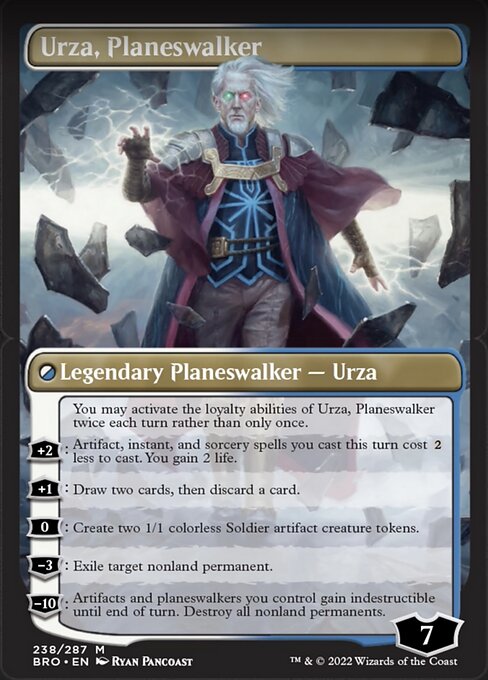 Urza, Planeswalker
Legendary Planeswalker — Urza
You may activate the loyalty abilities of Urza, Planeswalker
twice each turn rather than only once.
+2: Artifact, instant, and sorcery spells you cast this turn cost 2
less to cast. You gain 2 life.
+1: Draw two cards, then discard a card.
0: Create two 1/1 colorless Soldier artifact creature tokens.
-3: Exile target nonland permanent.
-10: Artifacts and planeswalkers you control gain indestructible
until end of turn. Destroy all nonland permanents.
7
238/287 M
BRO • EN RYAN PANCOAST
™ & © 2022 Wizards of the Coast